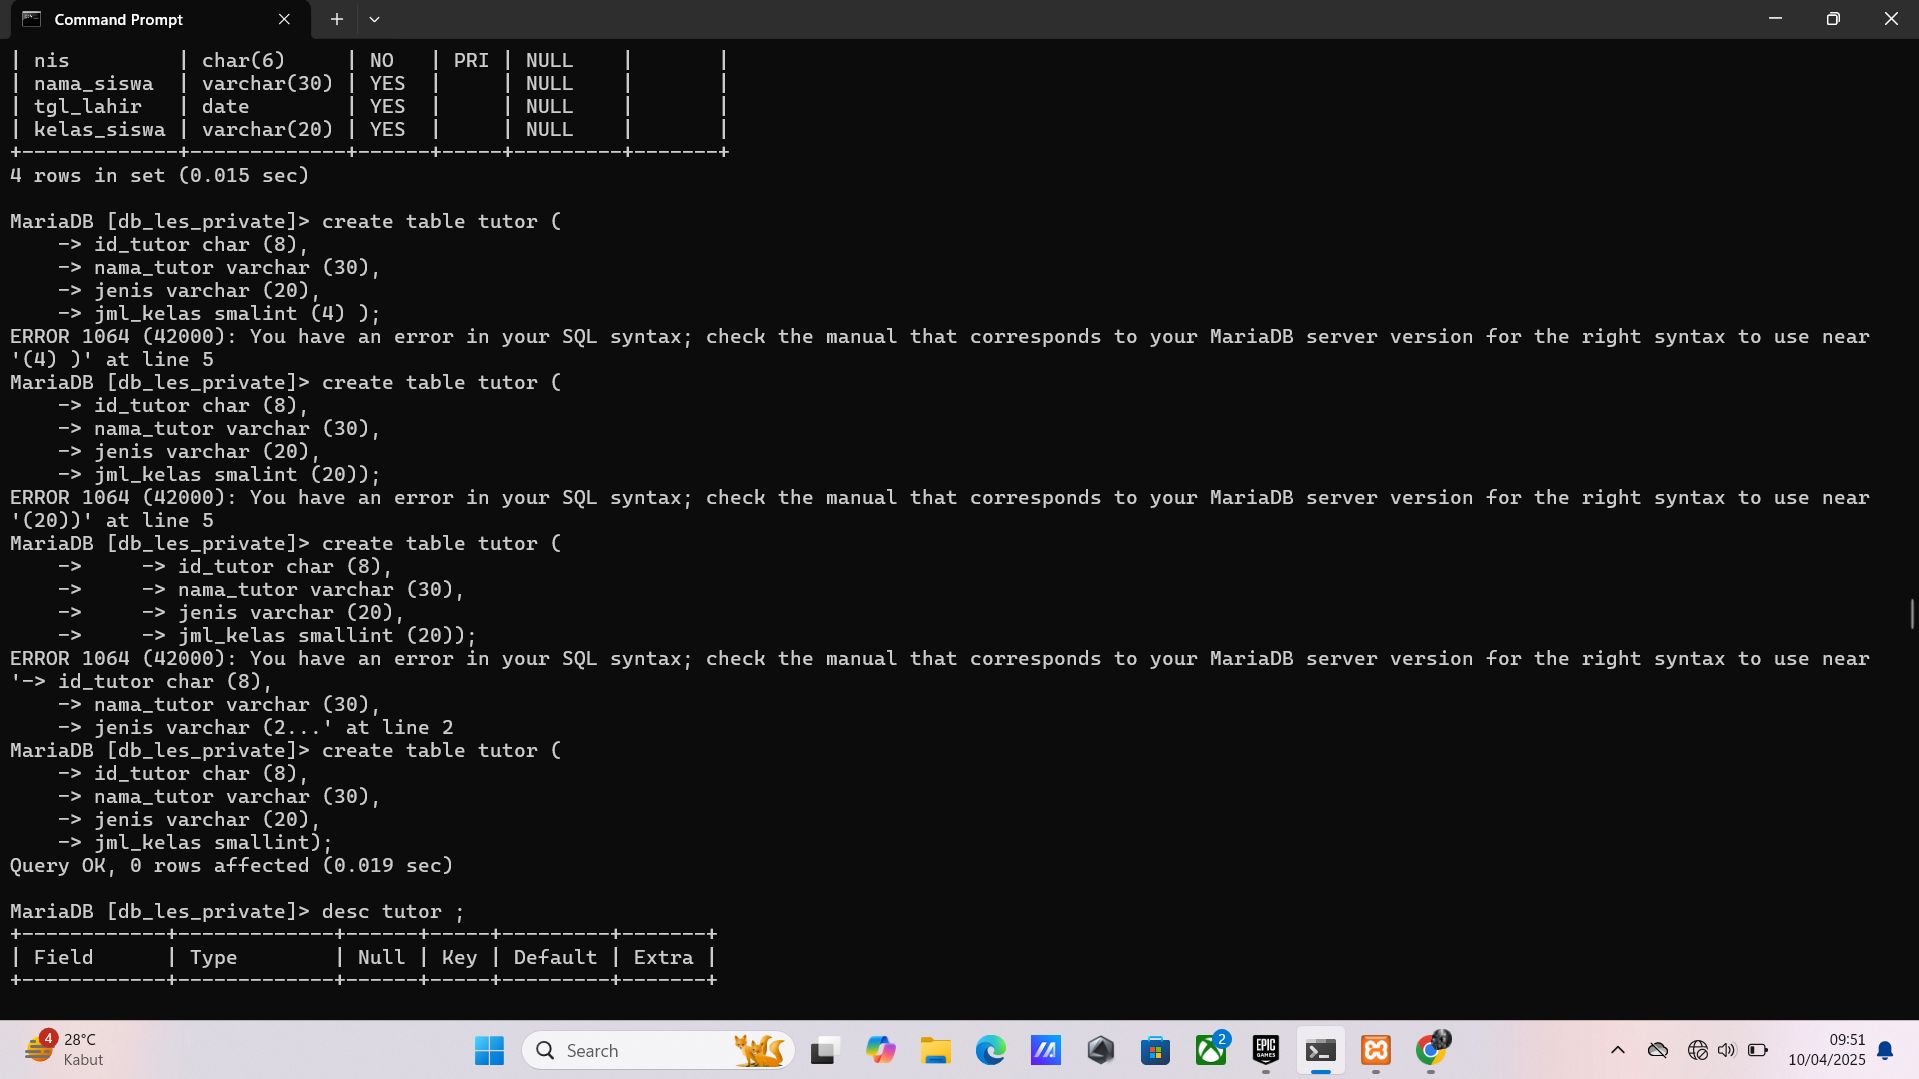 Command Prompt
| nis         | char(6)     | NO   | PRI | NULL    |       |
| nama_siswa  | varchar(30) | YES  |     | NULL    |       |
| tgl_lahir   | date        | YES  |     | NULL    |       |
| kelas_siswa | varchar(20) | YES  |     | NULL    |       |
+-------------+-------------+------+-----+---------+-------+
4 rows in set (0.015 sec)
MariaDB [db_les_private]> create table tutor (
    -> id_tutor char (8),
    -> nama_tutor varchar (30),
    -> jenis varchar (20),
    -> jml_kelas smalint (4) );
ERROR 1064 (42000): You have an error in your SQL syntax; check the manual that corresponds to your MariaDB server version for the right syntax to use near
'(4) )' at line 5
MariaDB [db_les_private]> create table tutor (
    -> id_tutor char (8),
    -> nama_tutor varchar (30),
    -> jenis varchar (20),
    -> jml_kelas smalint (20));
ERROR 1064 (42000): You have an error in your SQL syntax; check the manual that corresponds to your MariaDB server version for the right syntax to use near
'(20))' at line 5
MariaDB [db_les_private]> create table tutor (
    ->     -> id_tutor char (8),
    ->     -> nama_tutor varchar (30),
    ->     -> jenis varchar (20),
    ->     -> jml_kelas smallint (20));
ERROR 1064 (42000): You have an error in your SQL syntax; check the manual that corresponds to your MariaDB server version for the right syntax to use near
'-> id_tutor char (8),
    -> nama_tutor varchar (30),
    -> jenis varchar (2...' at line 2
MariaDB [db_les_private]> create table tutor (
    -> id_tutor char (8),
    -> nama_tutor varchar (30),
    -> jenis varchar (20),
    -> jml_kelas smallint);
Query OK, 0 rows affected (0.019 sec)
MariaDB [db_les_private]> desc tutor ;
+------------+-------------+------+-----+---------+-------+
| Field      | Type        | Null | Key | Default | Extra |
+------------+-------------+------+-----+---------+-------+
4
28°C
Kabut
Search
2
EPIC
GAMES
09:51
10/04/2025